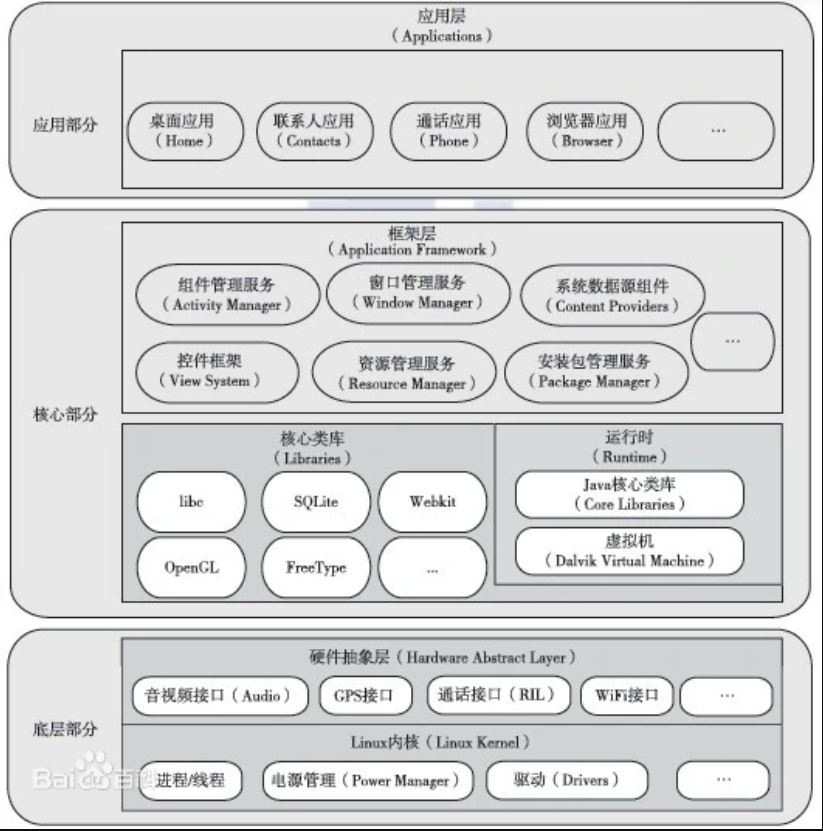 应用层
（Applications）
应用部分
桌面应用
（Home）
联系人应用
（Contacts）
通话应用
（Phone）
浏览器应用
（Browser）
...
框架层
（Application Framework）
组件管理服务
（Activity Manager）
窗口管理服务
（Window Manager）
系统数据源组件
（Content Providers）
...
控件框架
（View System）
资源管理服务
（Resource Manager）
安装包管理服务
（Package Manager）
核心部分
核心类库
（Libraries）
libc
SQLite
Webkit
OpenGL
FreeType
...
运行时
（Runtime）
Java核心类库
（Core Libraries）
虚拟机
（Dalvik Virtual Machine）
硬件抽象层（Hardware Abstract Layer）
音视频接口（Audio）
GPS接口
通话接口（RIL）
WiFi接口
...
底层部分
Linux内核（Linux Kernel）
进程/线程
电源管理（Power Manager）
驱动（Drivers）
...
Bai百科